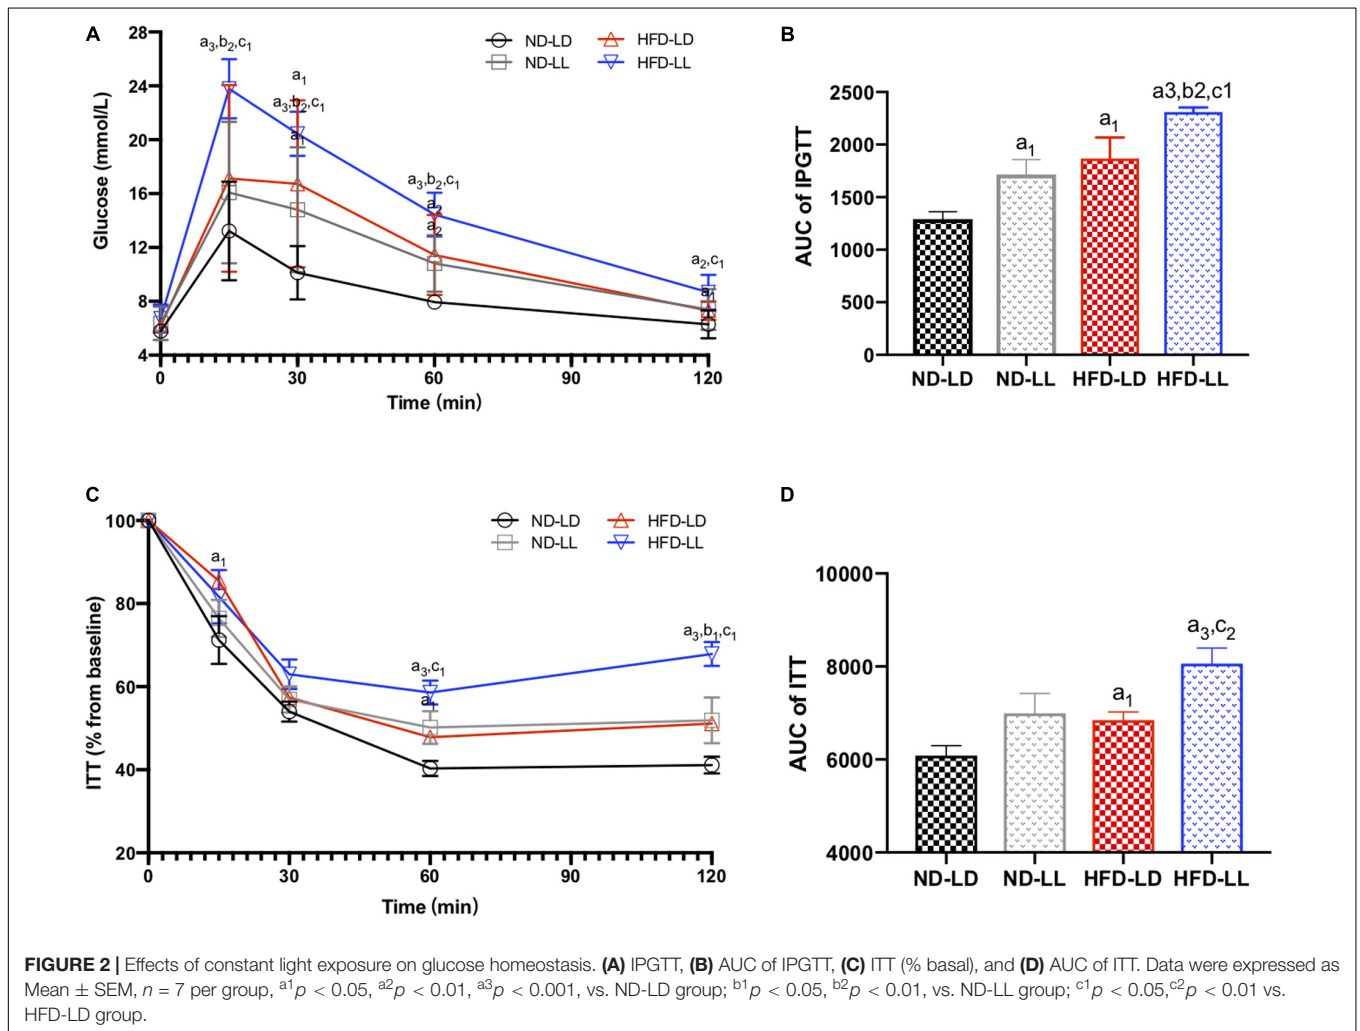 A
28
24
20
16
12
8
4
Glucose (mmol/L)
ND-LD
ND-LL
HFD-LD
HFD-LL
a3,b2,c1
a1
a3,b2,c1
a1
a3,b2,c1
a2
a2
a2,c1
a1
0 30 60 90 120
Time (min)
B
2500
2000
1500
1000
500
0
AUC of IPGTT
a1
a1
a3,b2,c1
ND-LD ND-LL HFD-LD HFD-LL
C
100
80
60
40
20
ITT (% from baseline)
ND-LD
ND-LL
HFD-LD
HFD-LL
a1
a3,c1
a1
a3,b1,c1
0 30 60 90 120
Time (min)
D
10000
8000
6000
4000
AUC of ITT
a1
a3,c2
ND-LD ND-LL HFD-LD HFD-LL
FIGURE 2 | Effects of constant light exposure on glucose homeostasis. (A) IPGTT, (B) AUC of IPGTT, (C) ITT (% basal), and (D) AUC of ITT. Data were expressed as
Mean ± SEM, n = 7 per group, a1p < 0.05, a2p < 0.01, a3p < 0.001, vs. ND-LD group; b1p < 0.05, b2p < 0.01, vs. ND-LL group; c1p < 0.05,c2p < 0.01 vs.
HFD-LD group.